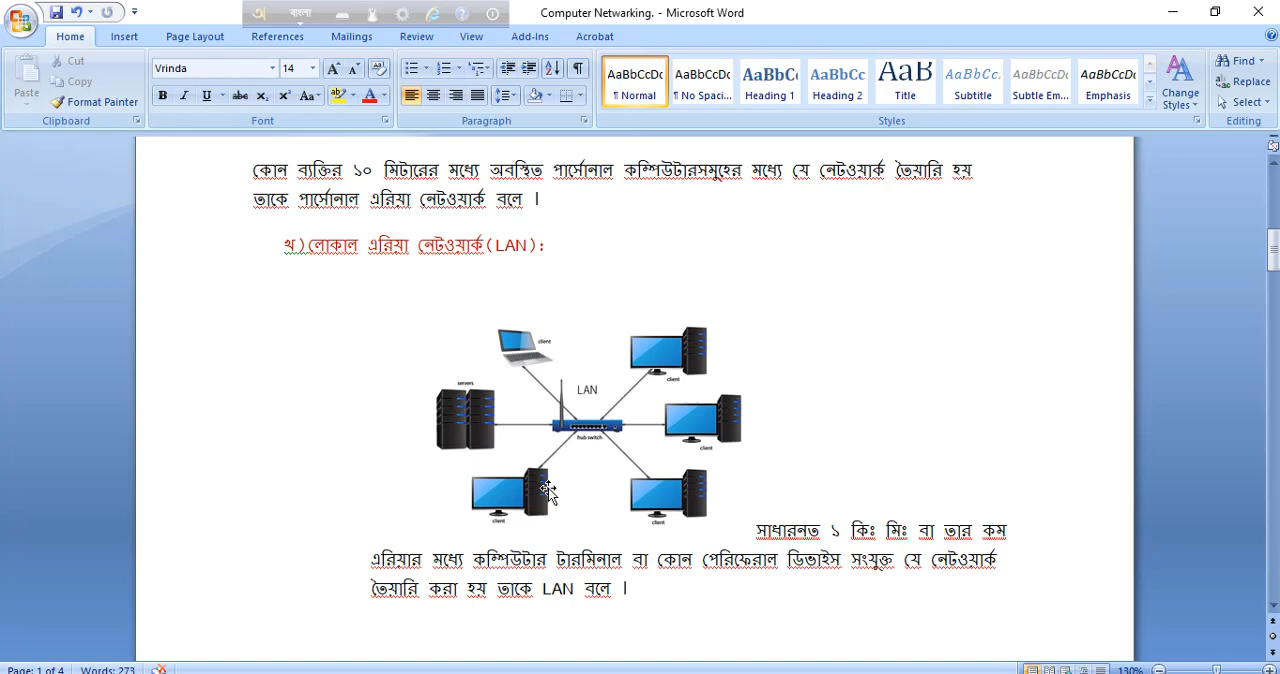 বাংলা
Computer Networking. - Microsoft Word
Home Insert Page Layout References Mailings Review View Add-Ins Acrobat
Paste
Cut
Copy
Format Painter
Clipboard
Vrinda 14
Font
Paragraph
AaBbCcDc AaBbCcDc AaBbCc AaBbCc AaB AaBbCc. AaBbCcDc AaBbCcDc
¶ Normal ¶ No Spaci... Heading 1 Heading 2 Title Subtitle Subtle Em... Emphasis
Change Styles
Styles
Find
Replace
Select
Editing
কোন ব্যক্তির ১০ মিটারের মধ্যে অবস্থিত পার্সোনাল কম্পিউটারসমুহের মধ্যে যে নেটওয়ার্ক তৈয়ারি হয়
তাকে পার্সোনাল এরিয়া নেটওয়ার্ক বলে ।
খ)লোকাল এরিয়া নেটওয়ার্ক(LAN):
client
client
servers
LAN
hub switch
client
client
client
সাধারনত ১ কিঃ মিঃ বা তার কম
এরিয়ার মধ্যে কম্পিউটার টারমিনাল বা কোন পেরিফেরাল ডিভাইস সংযুক্ত যে নেটওয়ার্ক
তৈয়ারি করা হয় তাকে LAN বলে ।
Page: 1 of 4 Words: 273 130%